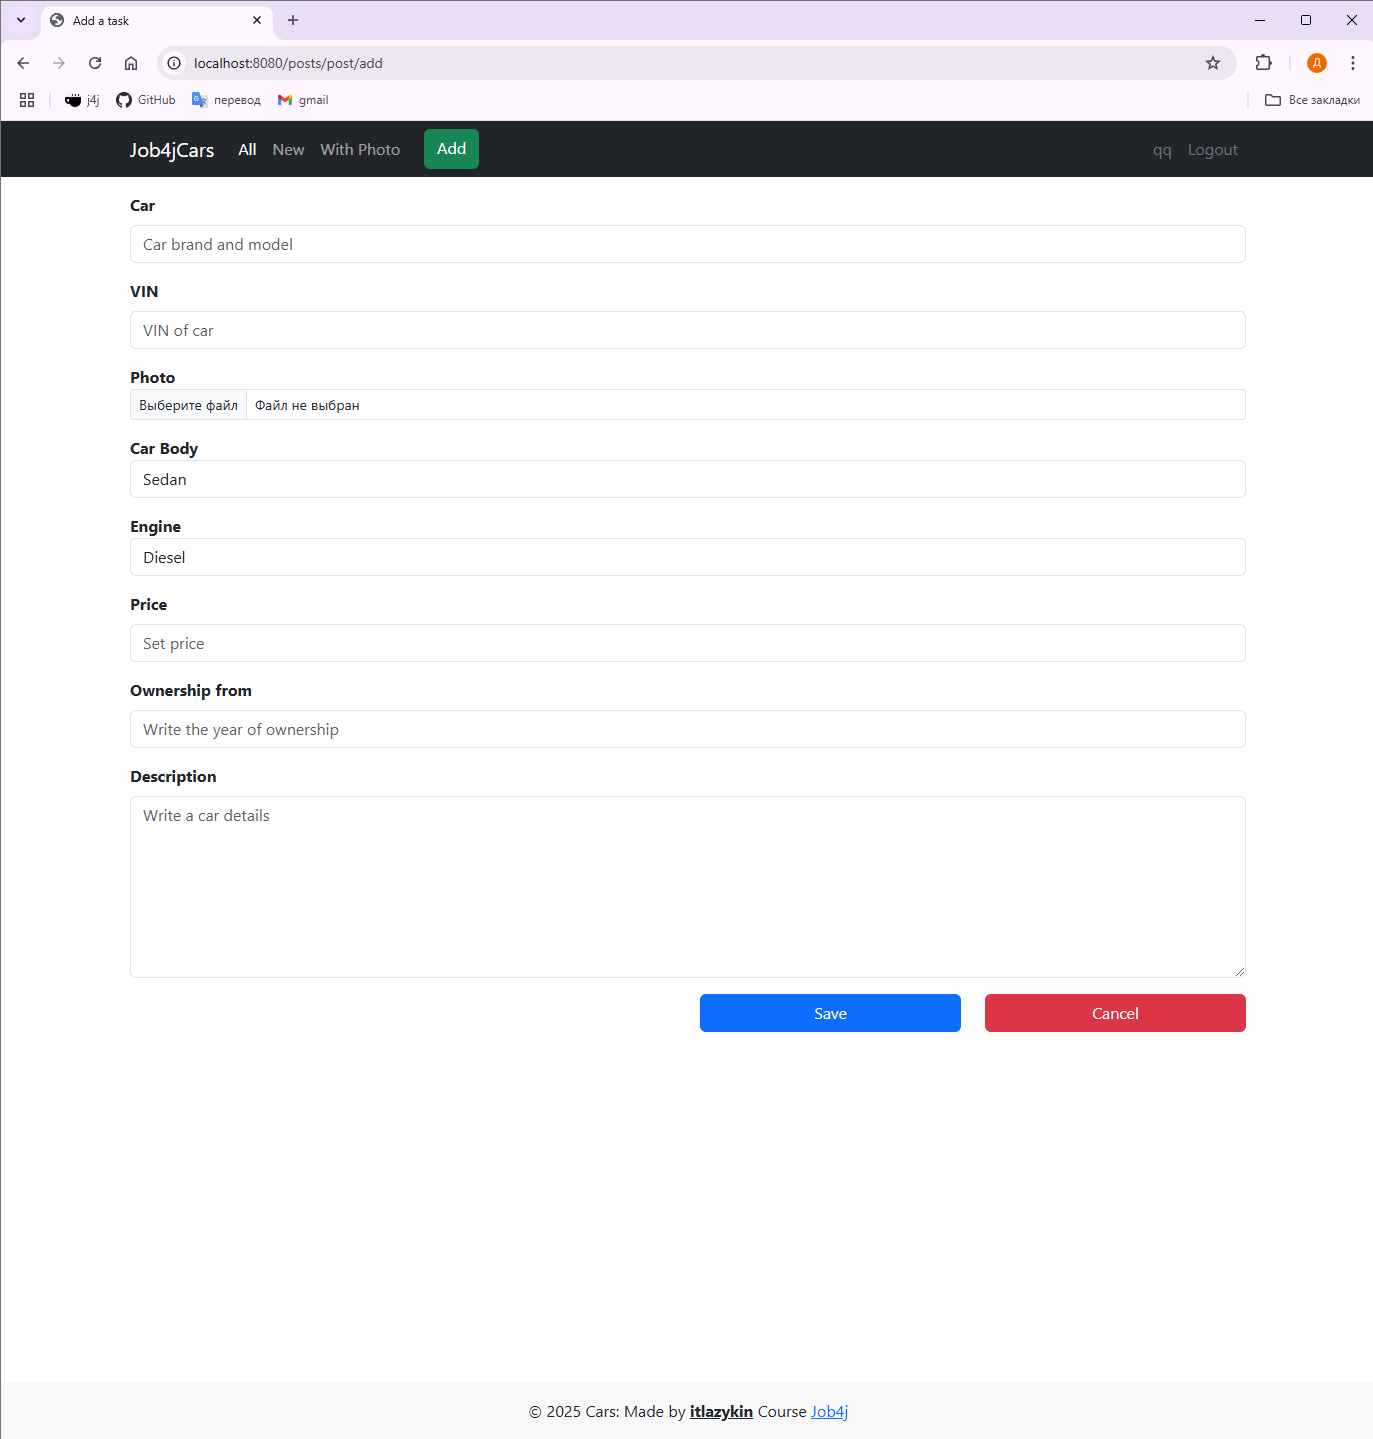 Add a task
localhost:8080/posts/post/add
Д
j4j GitHub перевод gmail Все закладки
Job4jCars All New With Photo Add qq Logout
Car
Car brand and model
VIN
VIN of car
Photo
Выберите файл Файл не выбран
Car Body
Sedan
Engine
Diesel
Price
Set price
Ownership from
Write the year of ownership
Description
Write a car details
Save Cancel
© 2025 Cars: Made by itlazykin Course Job4j